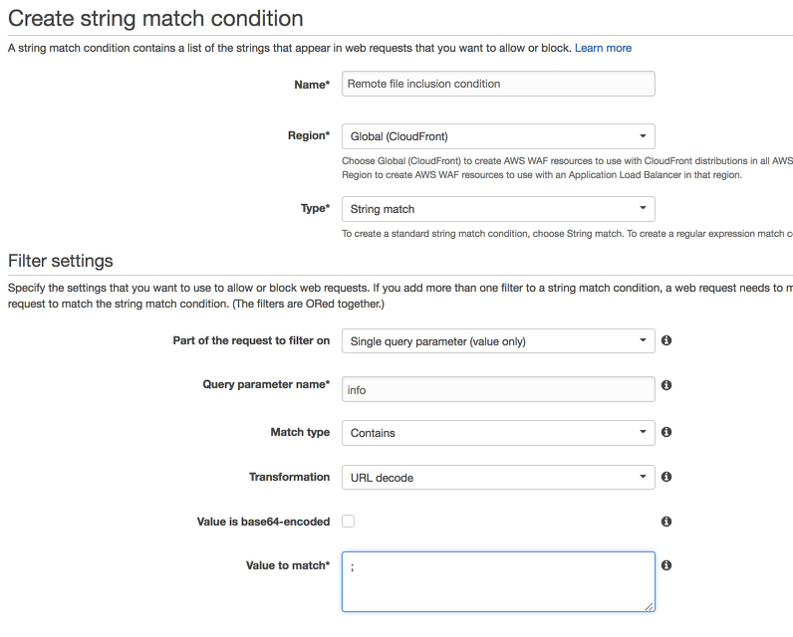 Create string match condition
A string match condition contains a list of the strings that appear in web requests that you want to allow or block. Learn more
Name* Remote file inclusion condition
Region* Global (CloudFront)
Choose Global (CloudFront) to create AWS WAF resources to use with CloudFront distributions in all AWS
Region to create AWS WAF resources to use with an Application Load Balancer in that region.
Type* String match
To create a standard string match condition, choose String match. To create a regular expression match c
Filter settings
Specify the settings that you want to use to allow or block web requests. If you add more than one filter to a string match condition, a web request needs to m
request to match the string match condition. (The filters are ORed together.)
Part of the request to filter on Single query parameter (value only)
Query parameter name* info
Match type Contains
Transformation URL decode
Value is base64-encoded
Value to match* ;